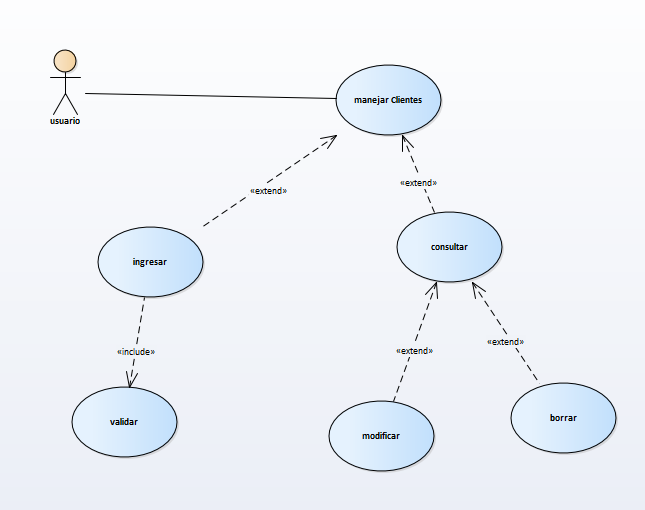 usuario
manejar Clientes
«extend»
«extend»
ingresar
consultar
«include»
«extend»
«extend»
validar
modificar
borrar